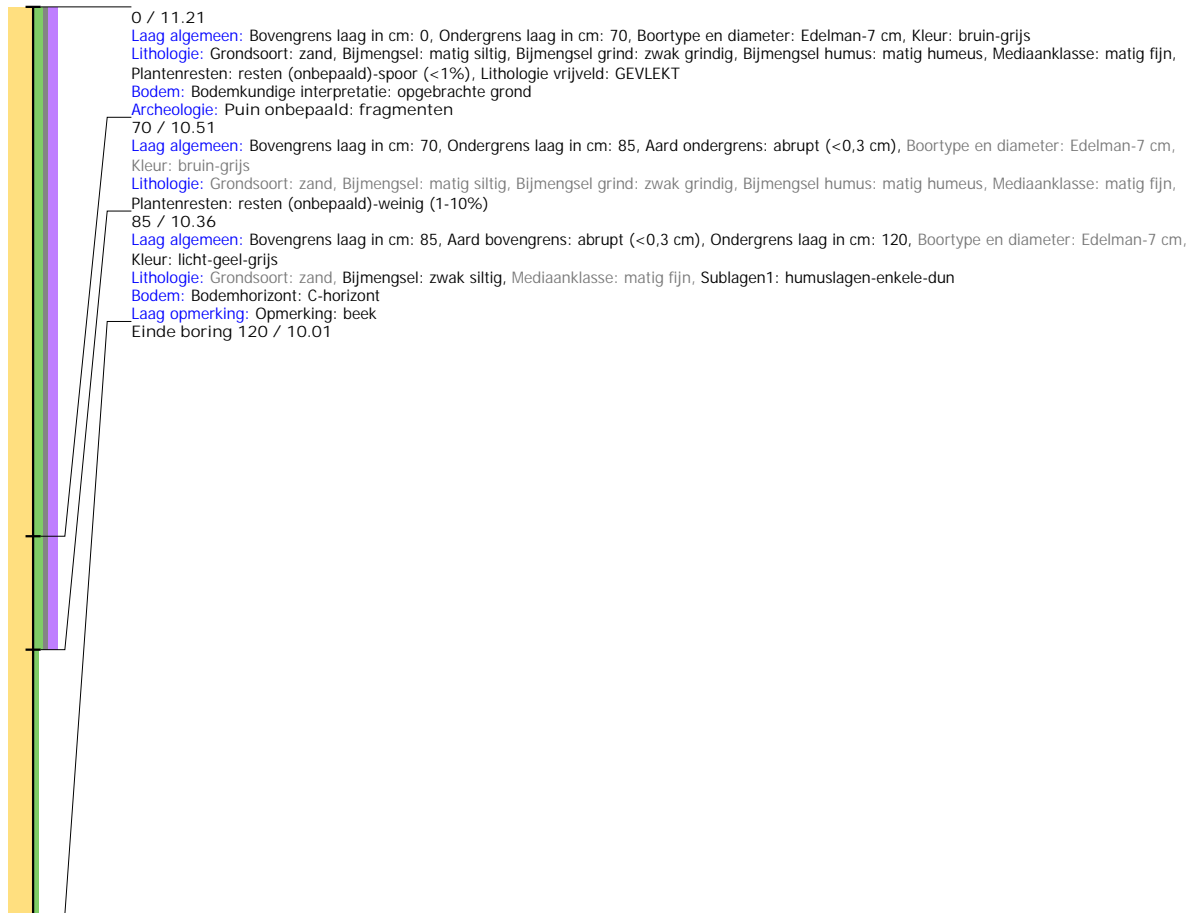 0 / 11.21
Laag algemeen: Bovengrens laag in cm: 0, Ondergrens laag in cm: 70, Boortype en diameter: Edelman-7 cm, Kleur: bruin-grijs
Lithologie: Grondsoort: zand, Bijmengsel: matig siltig, Bijmengsel grind: zwak grindig, Bijmengsel humus: matig humeus, Mediaanklasse: matig fijn,
Plantenresten: resten (onbepaald)-spoor (<1%), Lithologie vrijveld: GEVLEKT
Bodem: Bodemkundige interpretatie: opgebrachte grond
Archeologie: Puin onbepaald: fragmenten
70 / 10.51
Laag algemeen: Bovengrens laag in cm: 70, Ondergrens laag in cm: 85, Aard ondergrens: abrupt (<0,3 cm), Boortype en diameter: Edelman-7 cm,
Kleur: bruin-grijs
Lithologie: Grondsoort: zand, Bijmengsel: matig siltig, Bijmengsel grind: zwak grindig, Bijmengsel humus: matig humeus, Mediaanklasse: matig fijn,
Plantenresten: resten (onbepaald)-weinig (1-10%)
85 / 10.36
Laag algemeen: Bovengrens laag in cm: 85, Aard bovengrens: abrupt (<0,3 cm), Ondergrens laag in cm: 120, Boortype en diameter: Edelman-7 cm,
Kleur: licht-geel-grijs
Lithologie: Grondsoort: zand, Bijmengsel: zwak siltig, Mediaanklasse: matig fijn, Sublagen1: humuslagen-enkele-dun
Bodem: Bodemhorizont: C-horizont
Laag opmerking: Opmerking: beek
Einde boring 120 / 10.01